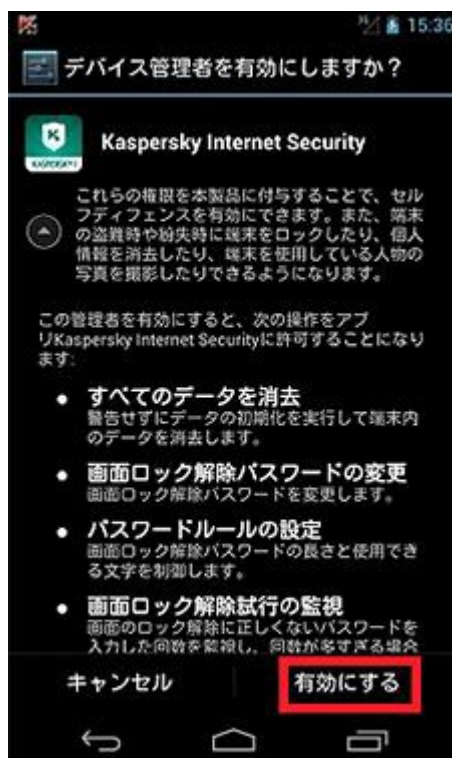 15:36
デバイス管理者を有効にしますか？
Kaspersky Internet Security
これらの権限を本製品に付与することで、セル
フディフェンスを有効にできます。また、端末
の盗難時や紛失時に端末をロックしたり、個人
情報を消去したり、端末を使用している人物の
写真を撮影したりできるようになります。
この管理者を有効にすると、次の操作をアプ
リKaspersky Internet Securityに許可することになり
ます:
• すべてのデータを消去
警告せずにデータの初期化を実行して端末内
のデータを消去します。
• 画面ロック解除パスワードの変更
画面ロック解除パスワードを変更します。
• パスワードルールの設定
画面ロック解除パスワードの長さと使用でき
る文字を制御します。
• 画面ロック解除試行の監視
画面のロック解除に正しくないパスワードを
入力した回数を監視し、回数が多すぎる場合
キャンセル
有効にする